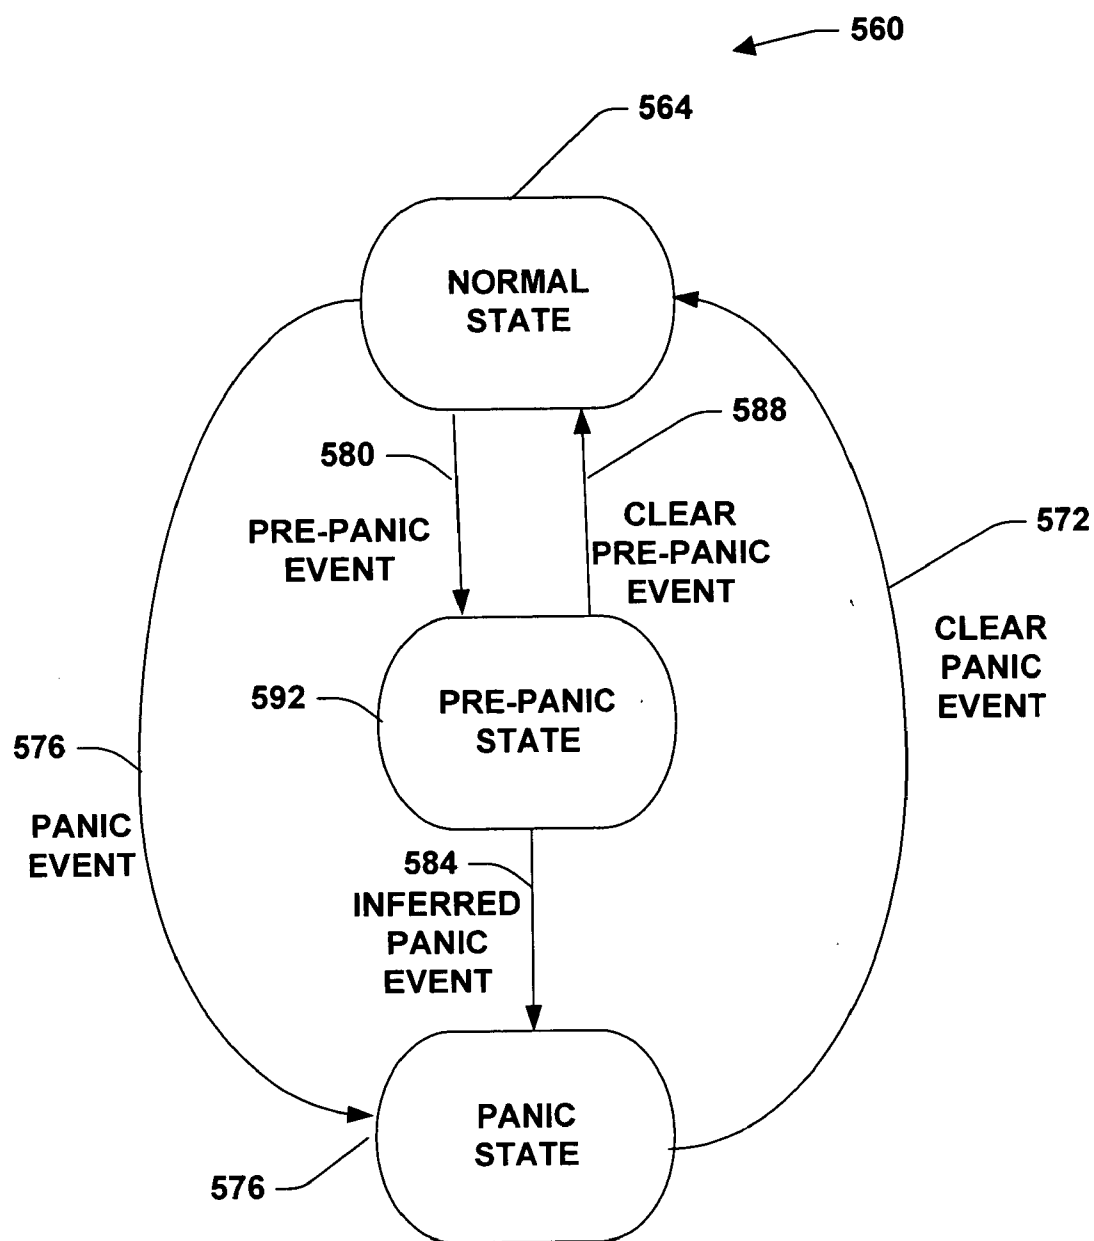 560
564
NORMAL
STATE
588
580
PRE-PANIC
EVENT
CLEAR
PRE-PANIC
EVENT
572
CLEAR
PANIC
EVENT
592
PRE-PANIC
STATE
576
PANIC
EVENT
584
INFERRED
PANIC
EVENT
PANIC
STATE
576